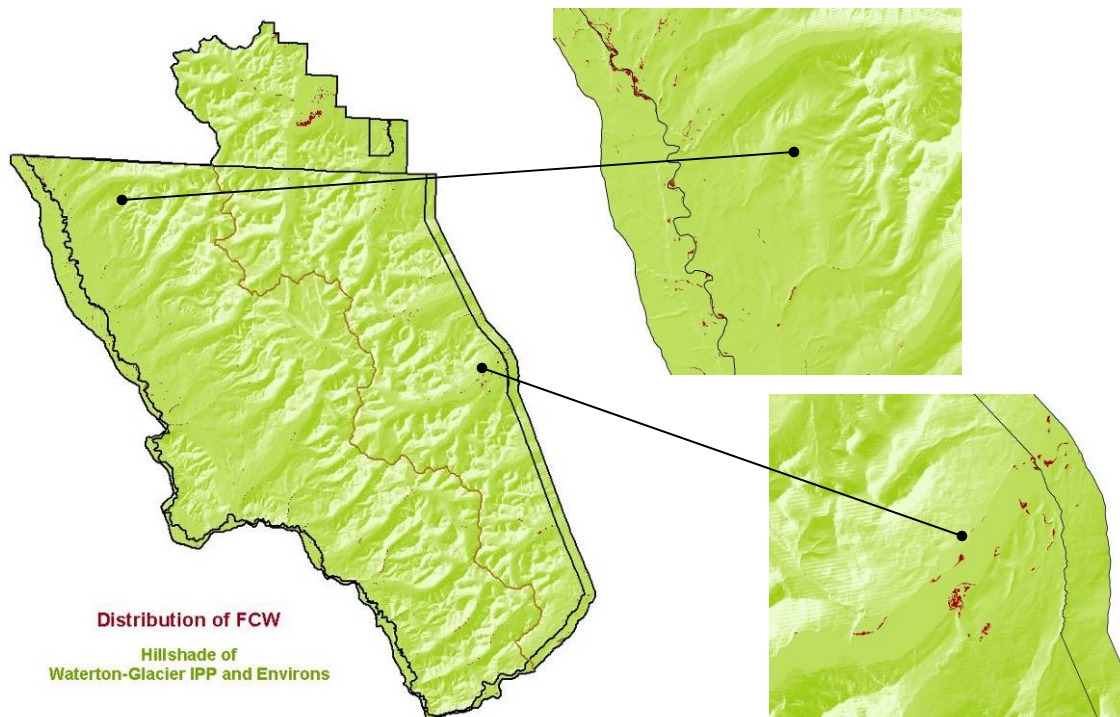 Distribution of FCW
Hillshade of
Waterton-Glacier IPP and Environs